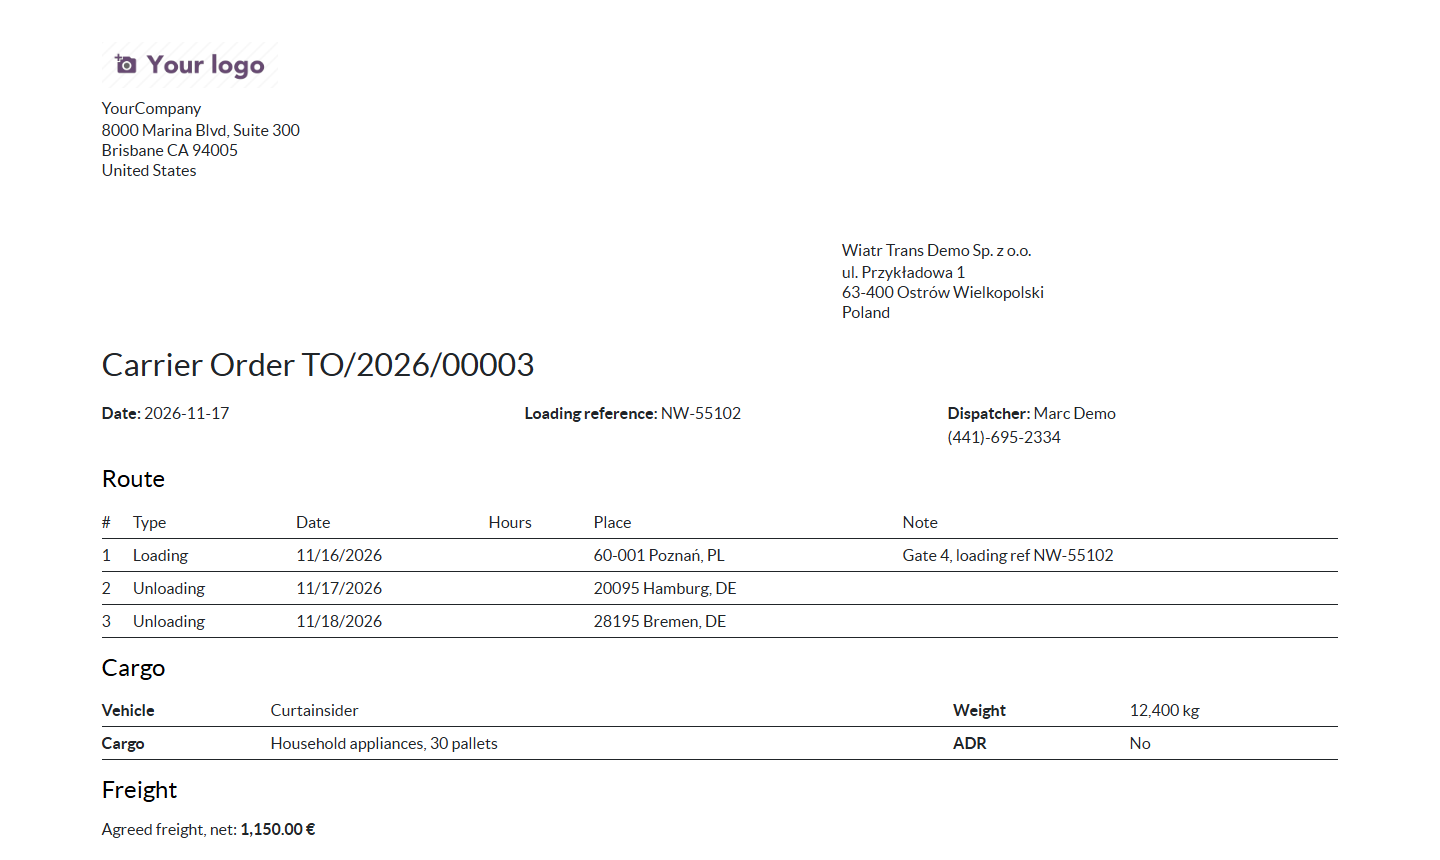 Your logo
YourCompany
8000 Marina Blvd, Suite 300
Brisbane CA 94005
United States
Wiatr Trans Demo Sp. z o.o.
ul. Przykładowa 1
63-400 Ostrów Wielkopolski
Poland
Carrier Order TO/2026/00003
Date: 2026-11-17 Loading reference: NW-55102 Dispatcher: Marc Demo
(441)-695-2334
Route
# Type Date Hours Place Note
1 Loading 11/16/2026 60-001 Poznań, PL Gate 4, loading ref NW-55102
2 Unloading 11/17/2026 20095 Hamburg, DE
3 Unloading 11/18/2026 28195 Bremen, DE
Cargo
Vehicle Curtainsider Weight 12,400 kg
Cargo Household appliances, 30 pallets ADR No
Freight
Agreed freight, net: 1,150.00 €